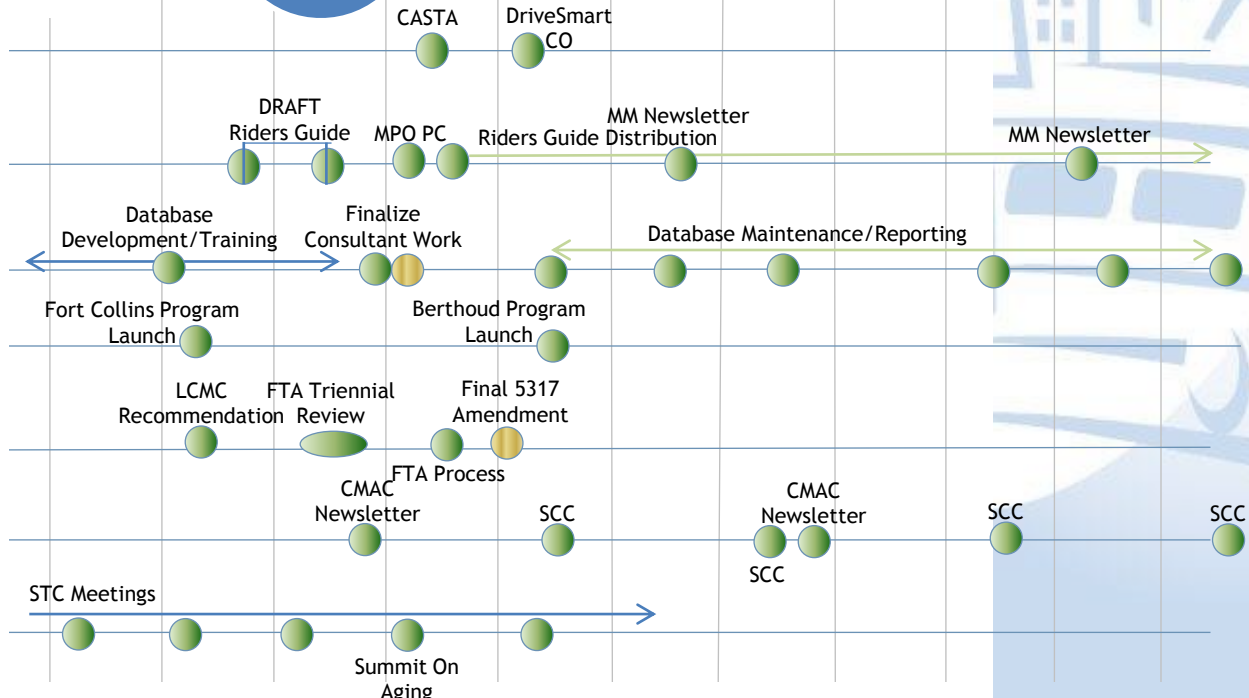 CASTA
DriveSmart
CO
DRAFT
Riders Guide
MPO PC
MM Newsletter
Riders Guide Distribution
MM Newsletter
Database
Development/Training
Finalize
Consultant Work
Database Maintenance/Reporting
Fort Collins Program
Launch
Berthoud Program
Launch
LCMC
Recommendation
FTA Triennial
Review
Final 5317
Amendment
FTA Process
CMAC
Newsletter
SCC
CMAC
Newsletter
SCC
SCC
SCC
STC Meetings
Summit On
Aging